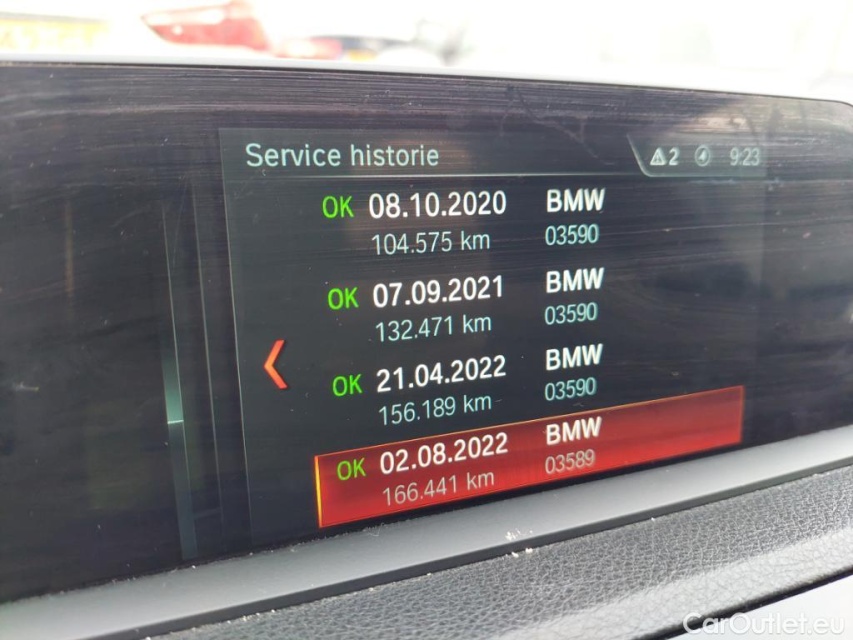 Service historie
2 9:23
OK 08.10.2020 BMW
104.575 km 03590
OK 07.09.2021 BMW
132.471 km 03590
OK 21.04.2022 BMW
156.189 km 03590
OK 02.08.2022 BMW
166.441 km 03589
CarOutlet.eu